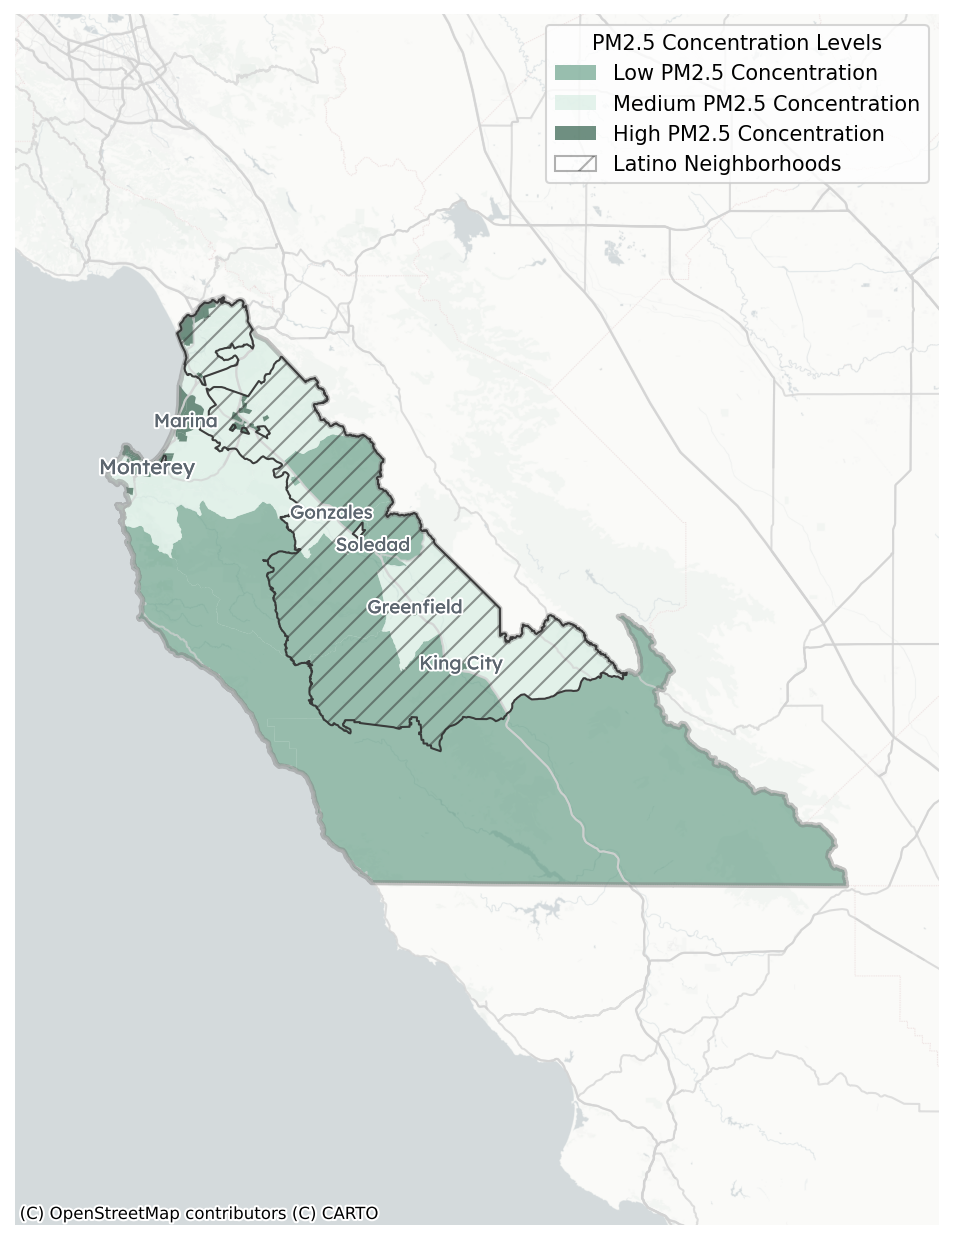 PM2.5 Concentration Levels
Low PM2.5 Concentration
Medium PM2.5 Concentration
High PM2.5 Concentration
Latino Neighborhoods
Marina
Monterey
Gonzales
Soledad
Greenfield
King City
(C) OpenStreetMap contributors (C) CARTO